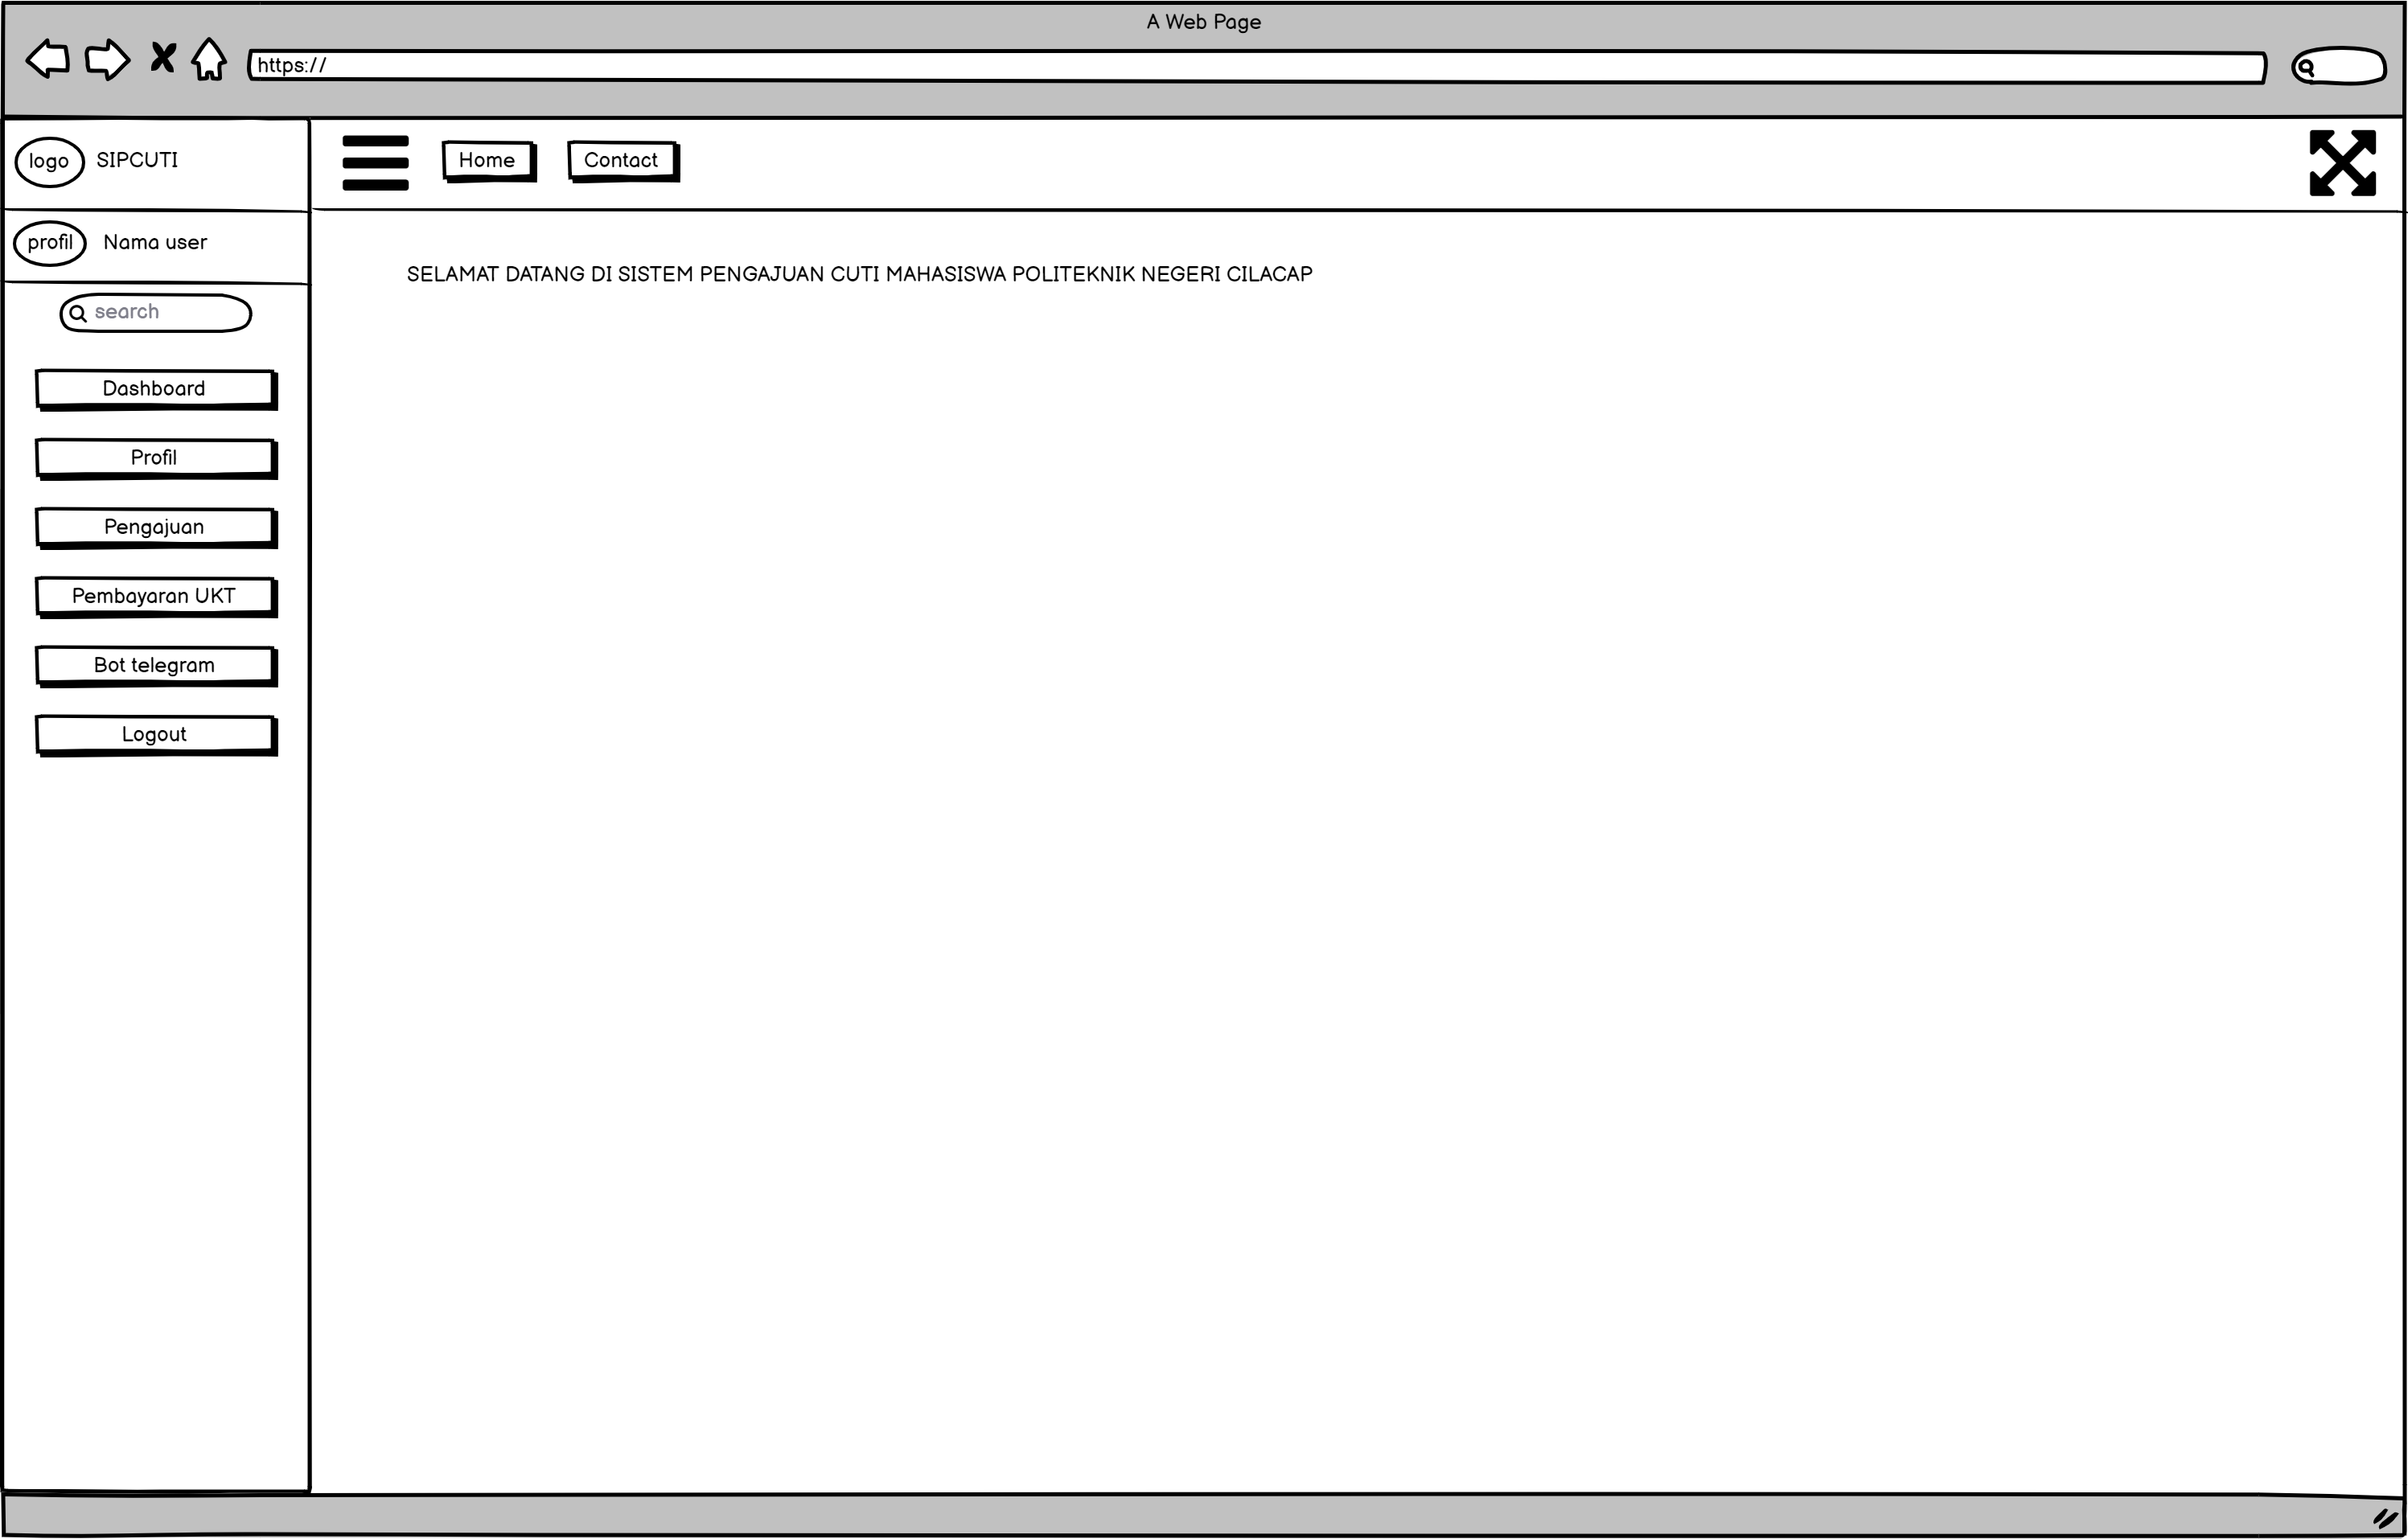 A Web Page
https://
logo SIPCUTI
Home Contact
profil Nama user
SELAMAT DATANG DI SISTEM PENGAJUAN CUTI MAHASISWA POLITEKNIK NEGERI CILACAP
search
Dashboard
Profil
Pengajuan
Pembayaran UKT
Bot telegram
Logout